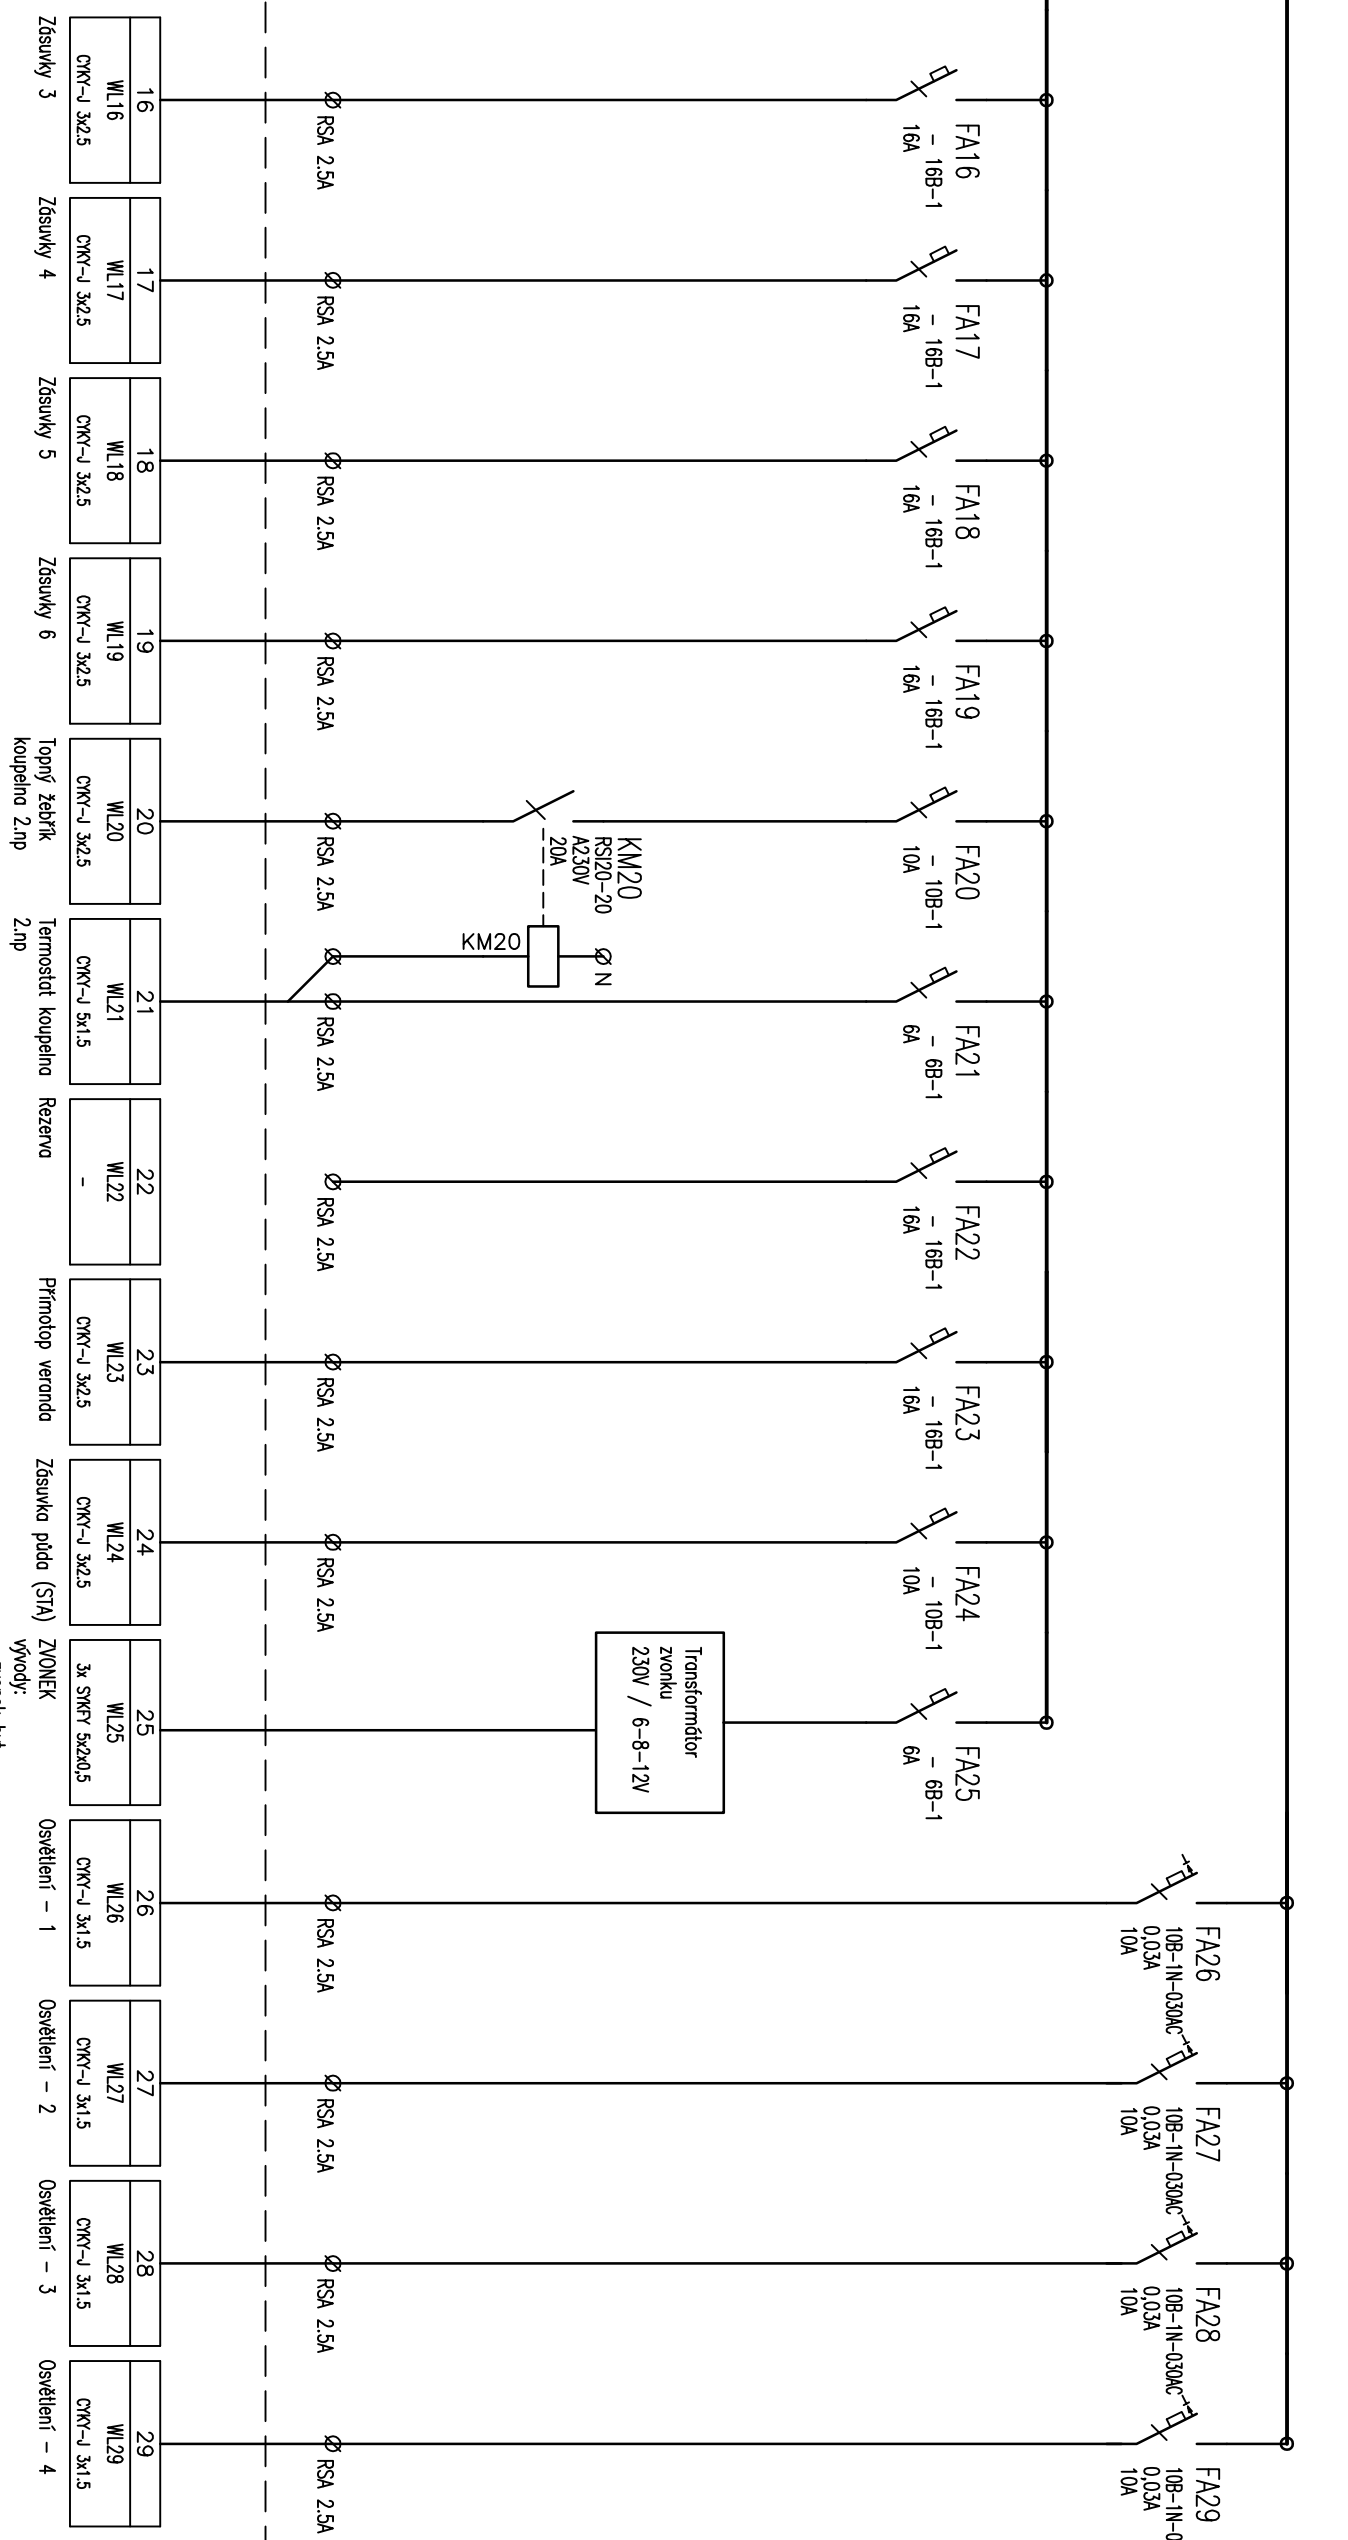 FA16
- 16B-1
16A
RSA 2.5A
16
WL16
CYKY-J 3x2.5
Zásuvky 3
FA17
- 16B-1
16A
RSA 2.5A
17
WL17
CYKY-J 3x2.5
Zásuvky 4
FA18
- 16B-1
16A
RSA 2.5A
18
WL18
CYKY-J 3x2.5
Zásuvky 5
FA19
- 16B-1
16A
RSA 2.5A
19
WL19
CYKY-J 3x2.5
Zásuvky 6
FA20
- 10B-1
10A
KM20
RSI20-20
A230V
20A
RSA 2.5A
20
WL20
CYKY-J 3x2.5
Topný žebřík
koupelna 2.np
FA21
- 6B-1
6A
N
KM20
RSA 2.5A
21
WL21
CYKY-J 5x1.5
Termostat koupelna
2.np
FA22
- 16B-1
16A
RSA 2.5A
22
WL22
-
Rezerva
FA23
- 16B-1
16A
RSA 2.5A
23
WL23
CYKY-J 3x2.5
Přímotop veranda
FA24
- 10B-1
10A
RSA 2.5A
24
WL24
CYKY-J 3x2.5
Zásuvka půda (STA)
FA25
- 6B-1
6A
Transformátor
zvonku
230V / 6-8-12V
25
WL25
3x SYKFY 5x2x0,5
ZVONEK
vývody:
FA26
10B-1N-030AC
0,03A
10A
RSA 2.5A
26
WL26
CYKY-J 3x1.5
Osvětlení - 1
FA27
10B-1N-030AC
0,03A
10A
RSA 2.5A
27
WL27
CYKY-J 3x1.5
Osvětlení - 2
FA28
10B-1N-030AC
0,03A
10A
RSA 2.5A
28
WL28
CYKY-J 3x1.5
Osvětlení - 3
FA29
10B-1N-0
0,03A
10A
RSA 2.5A
29
WL29
CYKY-J 3x1.5
Osvětlení - 4